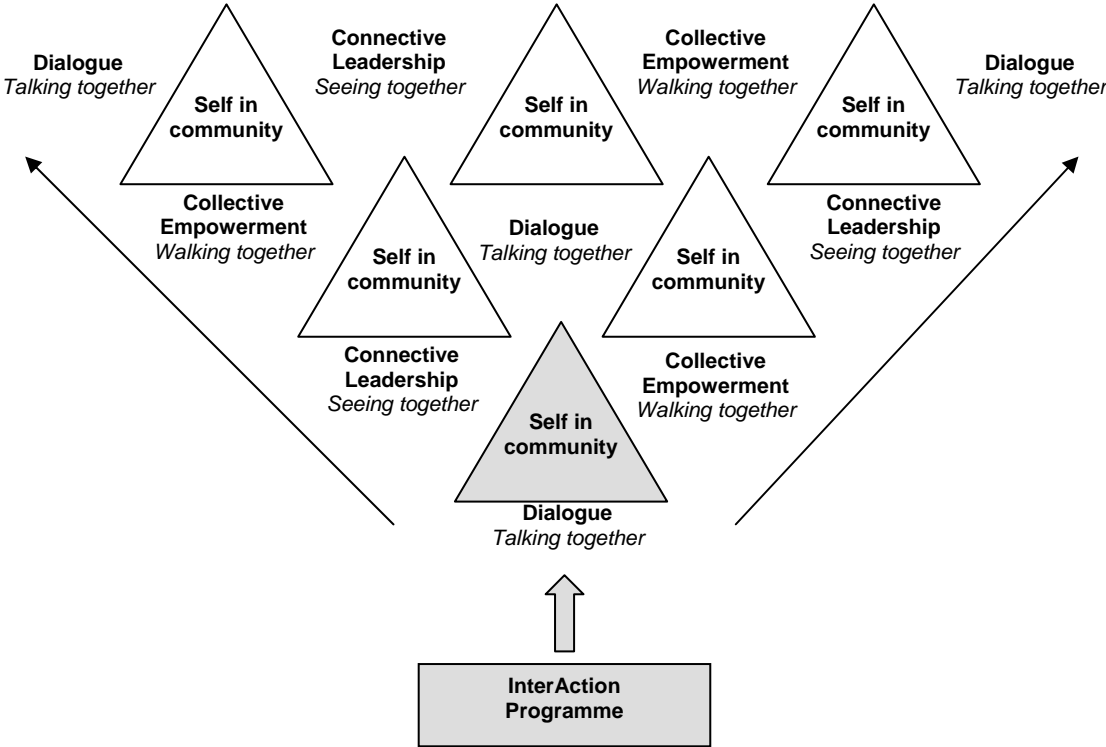 Dialogue
Talking together
Self in
community
Connective
Leadership
Seeing together
Self in
community
Collective
Empowerment
Walking together
Self in
community
Dialogue
Talking together
Collective
Empowerment
Walking together
Self in
community
Dialogue
Talking together
Self in
community
Connective
Leadership
Seeing together
Connective
Leadership
Seeing together
Self in
community
Collective
Empowerment
Walking together
Dialogue
Talking together
InterAction
Programme